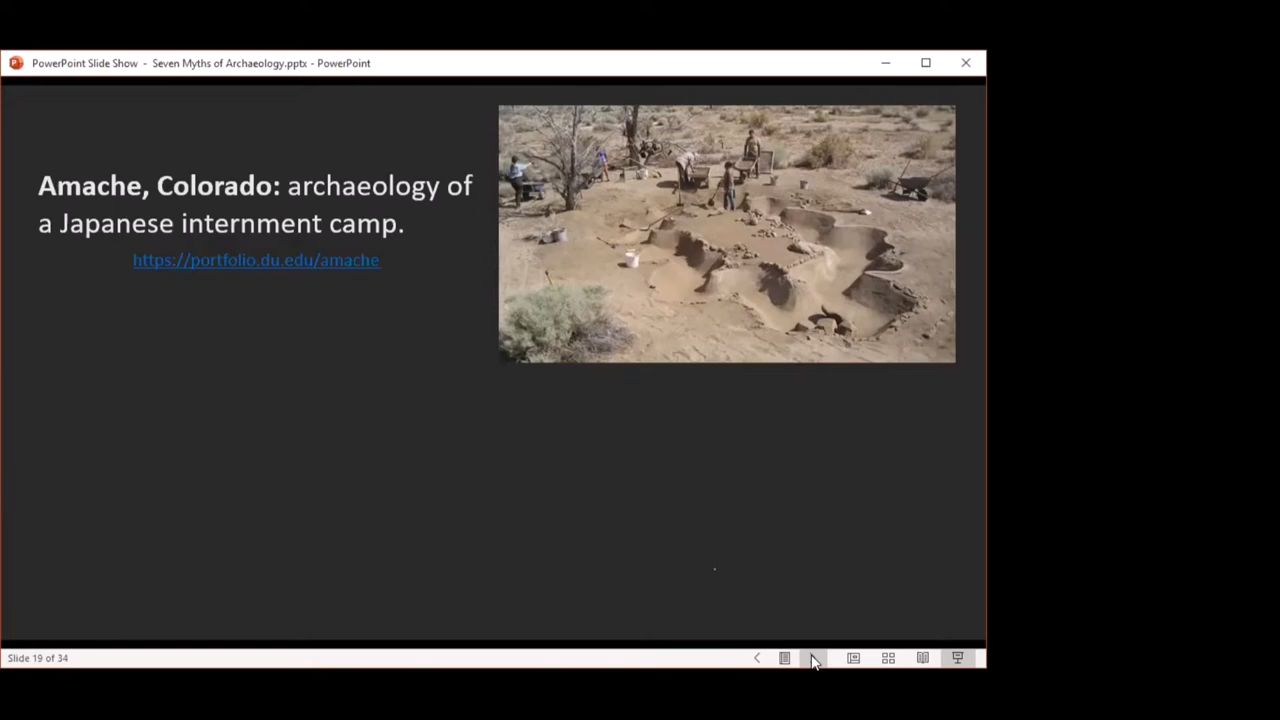 PowerPoint Slide Show - Seven Myths of Archaeology.pptx - PowerPoint
Amache, Colorado: archaeology of
a Japanese internment camp.
https://portfolio.du.edu/amache
Slide 19 of 34